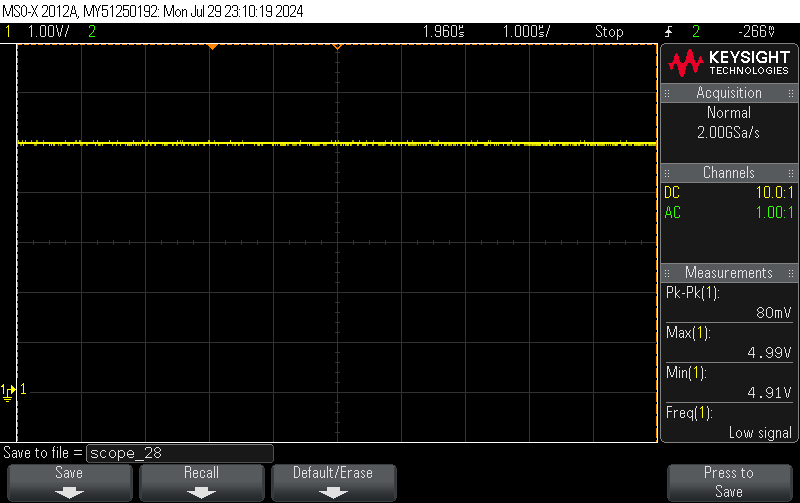 MSO-X 2012A, MY51250192: Mon Jul 29 23:10:19 2024
1 1.00V/ 2 1.960s 1.000s/ Stop 2 -266V
KEYSIGHT
TECHNOLOGIES
Acquisition
Normal
2.00GSa/s
Channels
DC 10.0:1
AC 1.00:1
Measurements
Pk-Pk(1):
80mV
Max(1):
4.99V
Min(1):
4.91V
Freq(1):
Low signal
1 1
Save to file = scope_28
Save Recall Default/Erase Press to
Save